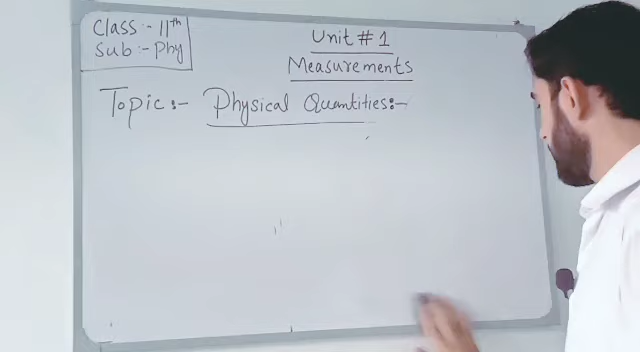 Class :- 11th
Sub :- Phy
Unit # 1
Measurements
Topic :- Physical Quantities :-